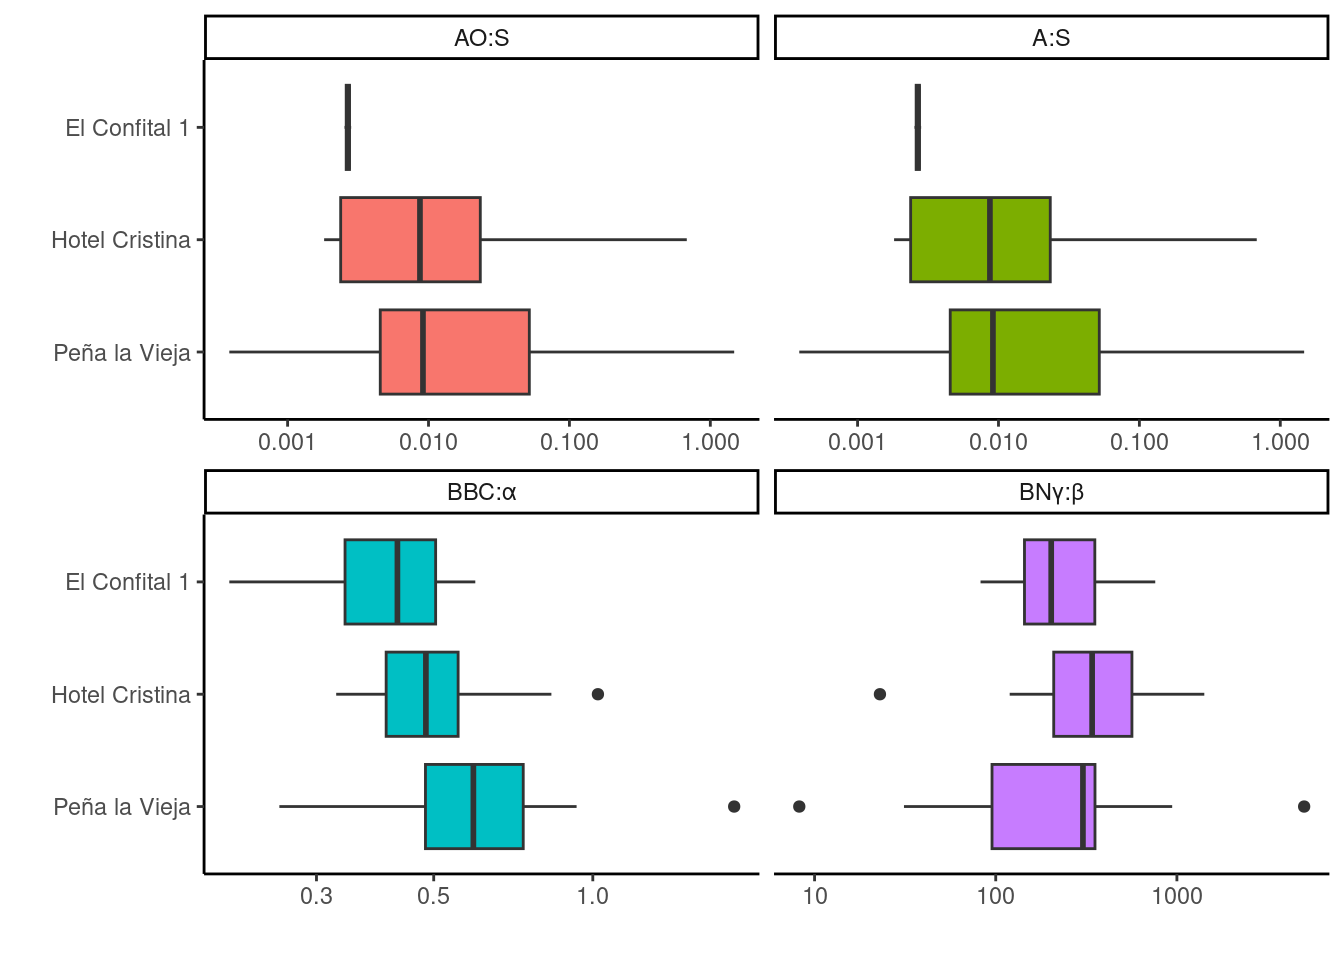 AO:S
A:S
El Confital 1
Hotel Cristina
Peña la Vieja
0.001 0.010 0.100 1.000
0.001 0.010 0.100 1.000
BBC:α
BNγ:β
El Confital 1
Hotel Cristina
Peña la Vieja
0.3 0.5 1.0
10 100 1000